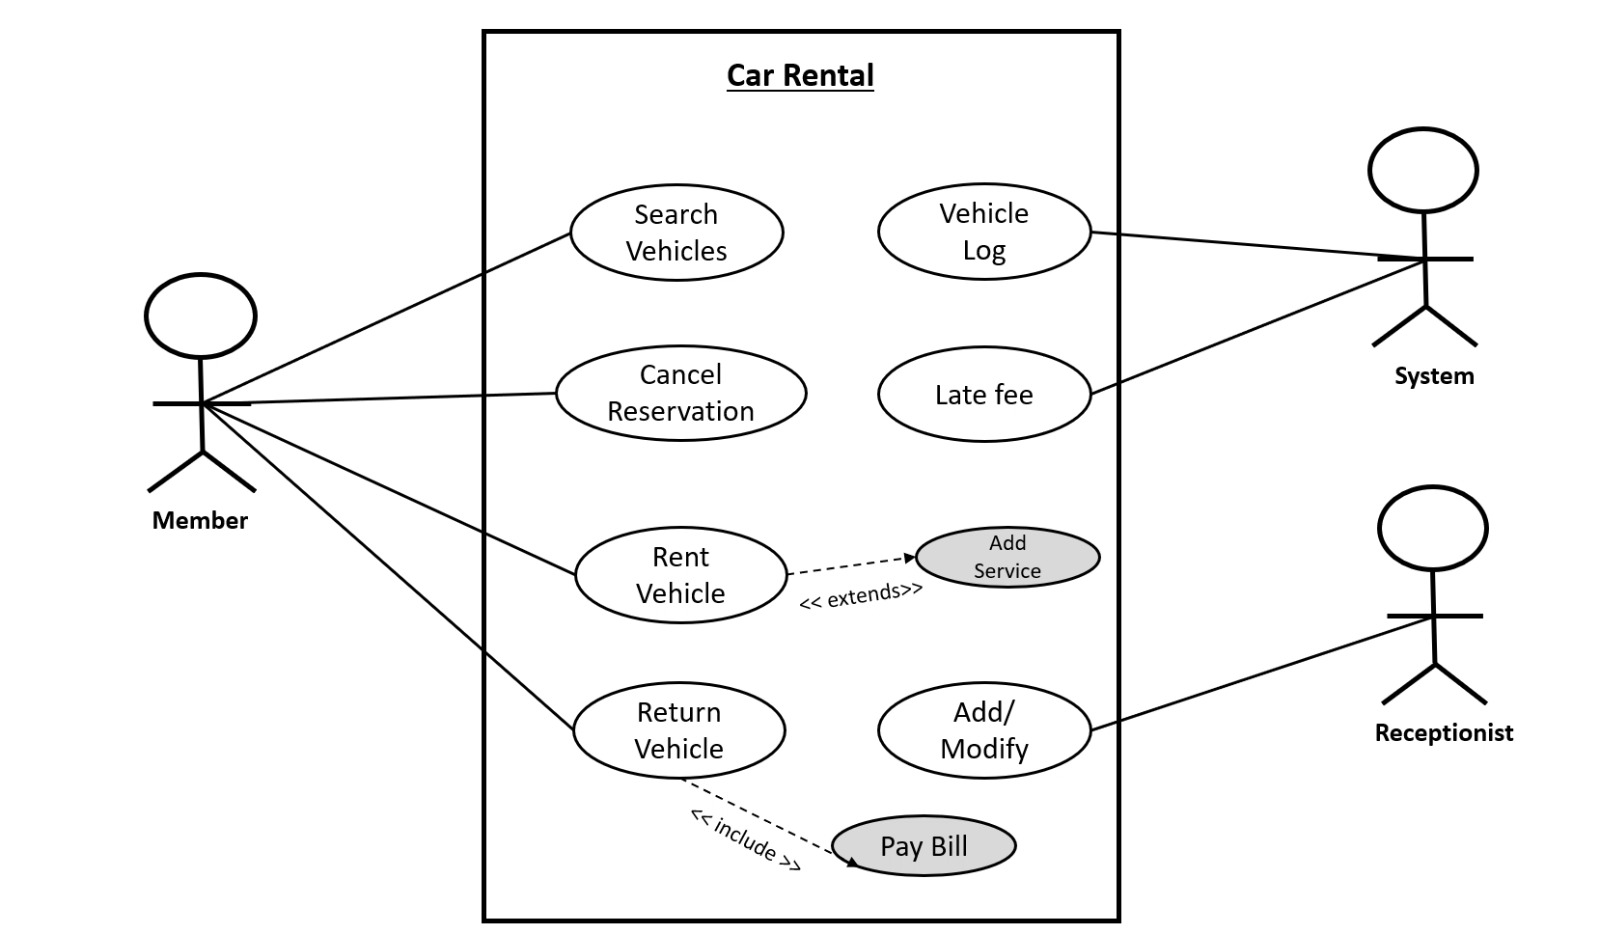 Car Rental
Search
Vehicles
Vehicle
Log
Cancel
Reservation
Late fee
System
Member
Rent
Vehicle
Add
Service
<< extends>>
Return
Vehicle
Add/
Modify
Receptionist
<< include >>
Pay Bill